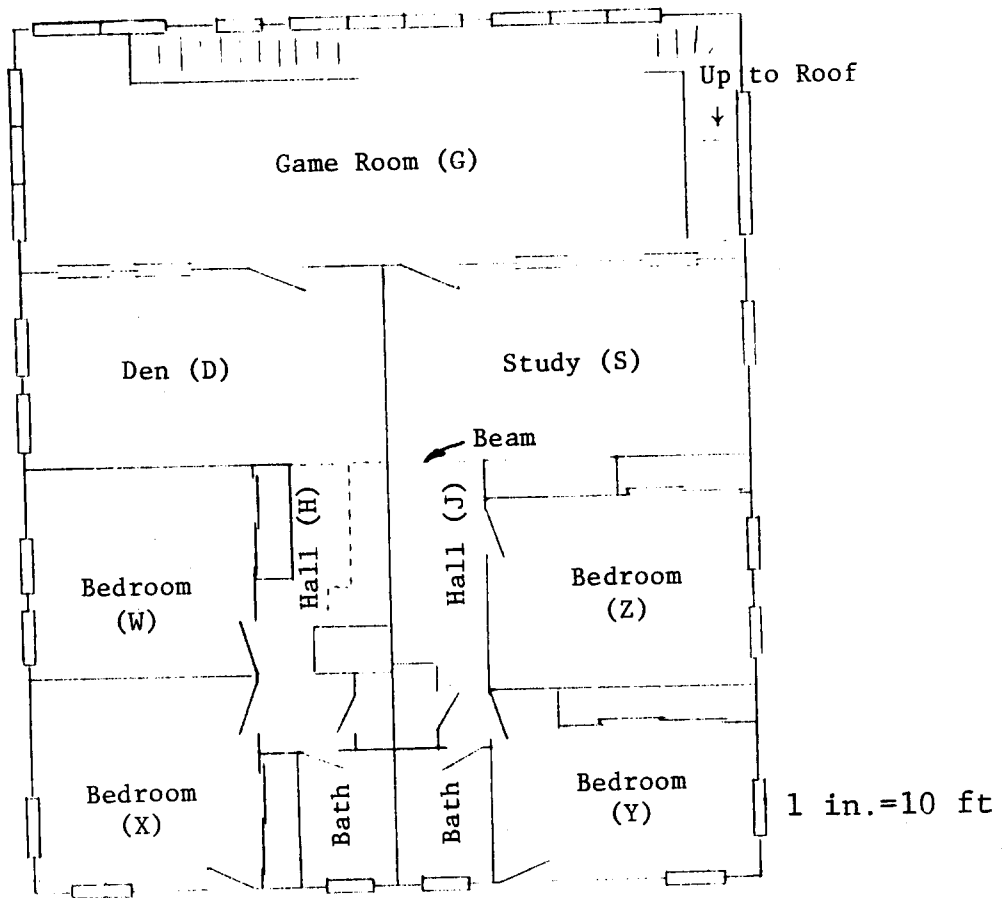 Up to Roof
↓
Game Room (G)
Den (D)
Study (S)
Beam
Hall (H)
Hall (J)
Bedroom
(W)
Bedroom
(Z)
Bedroom
(X)
Bath
Bath
Bedroom
(Y)
1 in.=10 ft